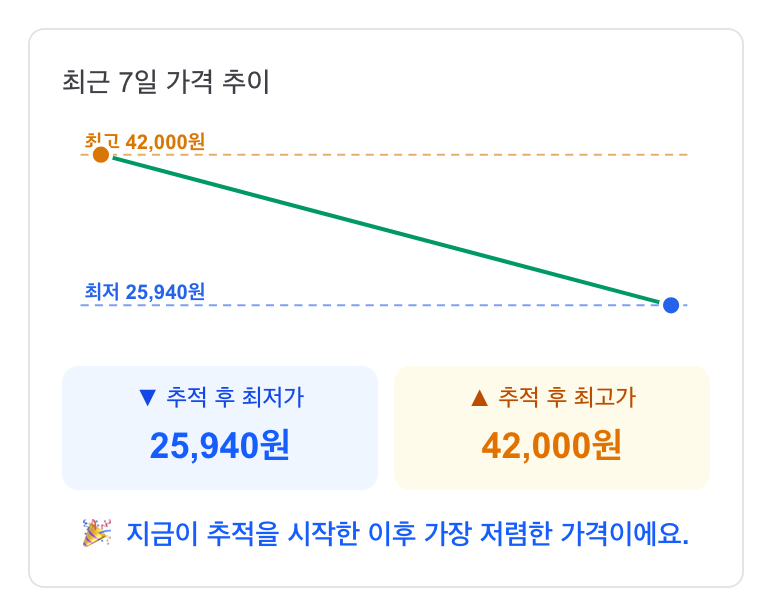 최근 7일 가격 추이
최고 42,000원
최저 25,940원
▼ 추적 후 최저가
25,940원
▲ 추적 후 최고가
42,000원
🎉 지금이 추적을 시작한 이후 가장 저렴한 가격이에요.